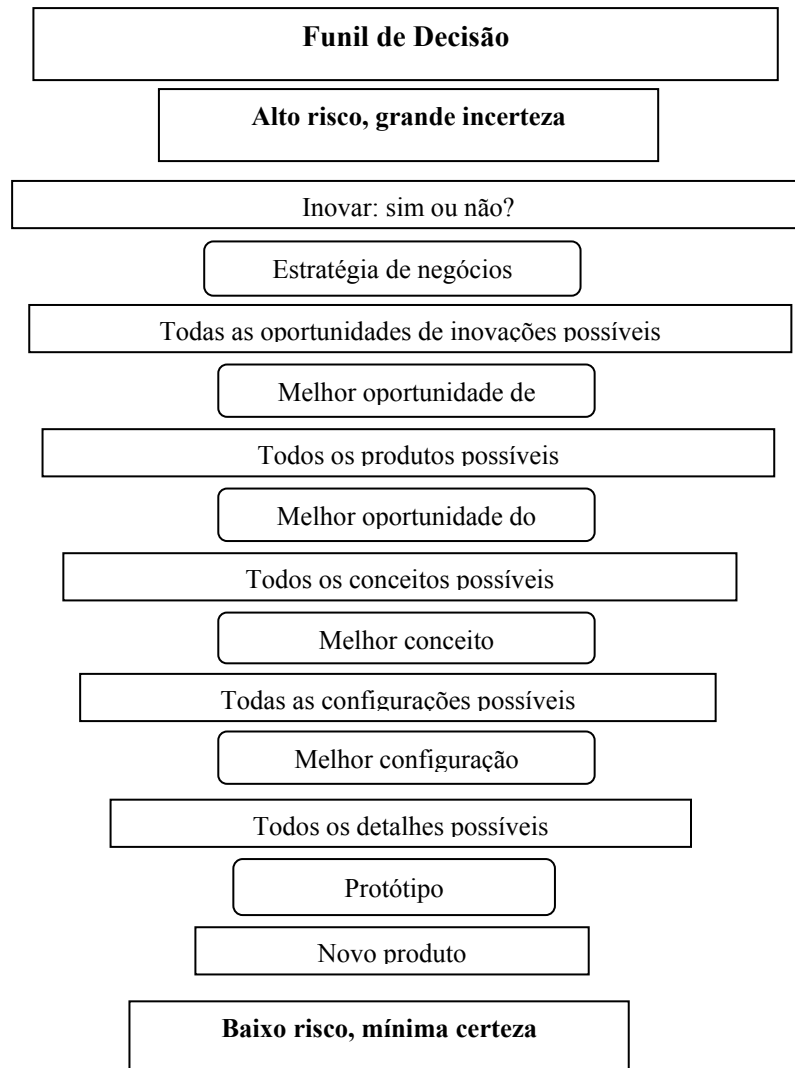 Funil de Decisão
Alto risco, grande incerteza
Inovar: sim ou não?
Estratégia de negócios
Todas as oportunidades de inovações possíveis
Melhor oportunidade de
Todos os produtos possíveis
Melhor oportunidade do
Todos os conceitos possíveis
Melhor conceito
Todas as configurações possíveis
Melhor configuração
Todos os detalhes possíveis
Protótipo
Novo produto
Baixo risco, mínima certeza